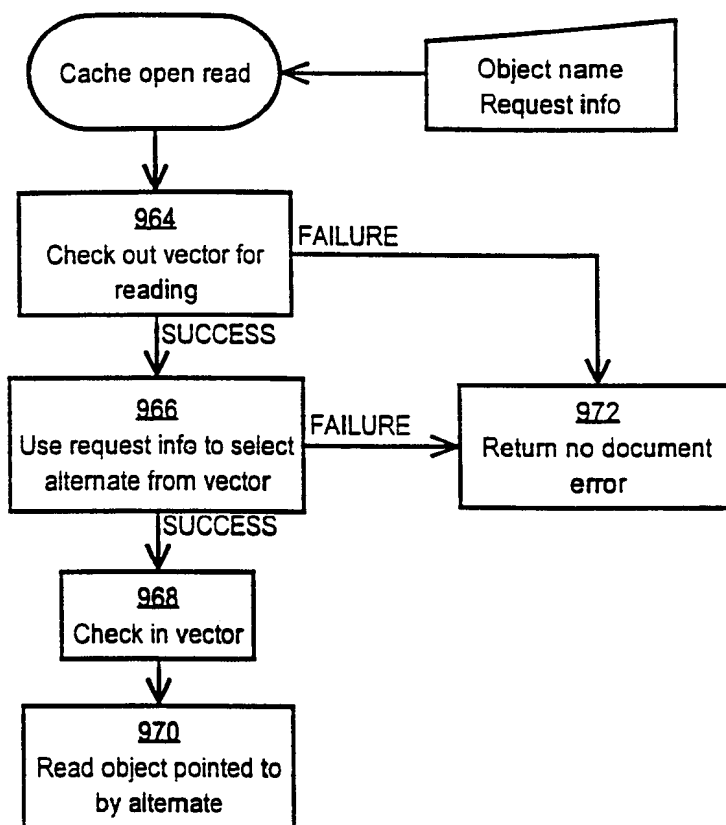 Cache open read
Object name
Request info
964
Check out vector for
reading
FAILURE
SUCCESS
966
Use request info to select
alternate from vector
FAILURE
972
Return no document
error
SUCCESS
968
Check in vector
970
Read object pointed to
by alternate